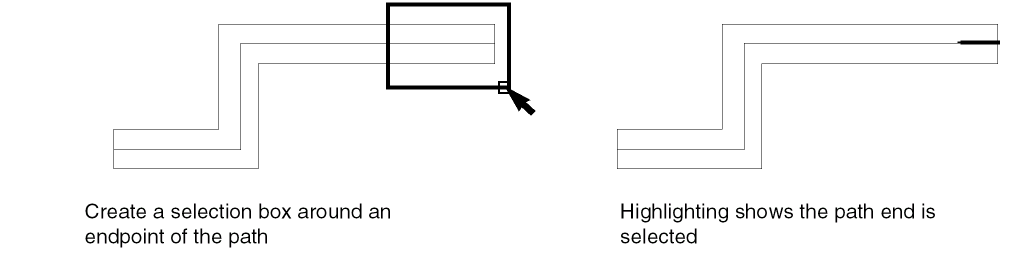 Create a selection box around an
endpoint of the path
Highlighting shows the path end is
selected